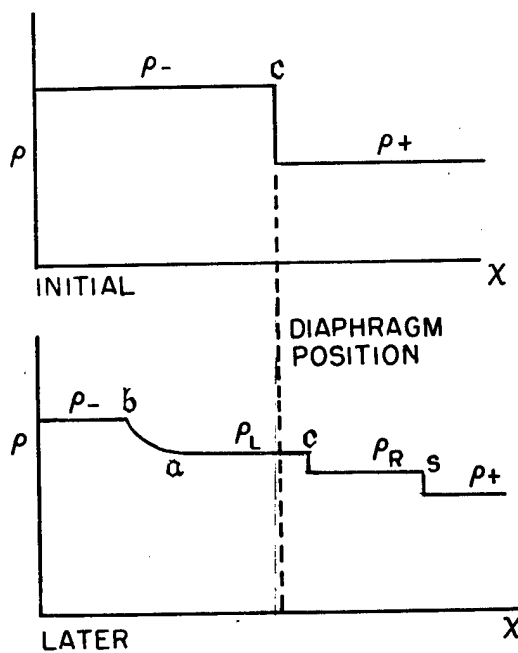 ρ- c
ρ+
ρ
χ
INITIAL
DIAPHRAGM
POSITION
ρ- b
ρ
a
ρL c
ρR s
ρ+
χ
LATER